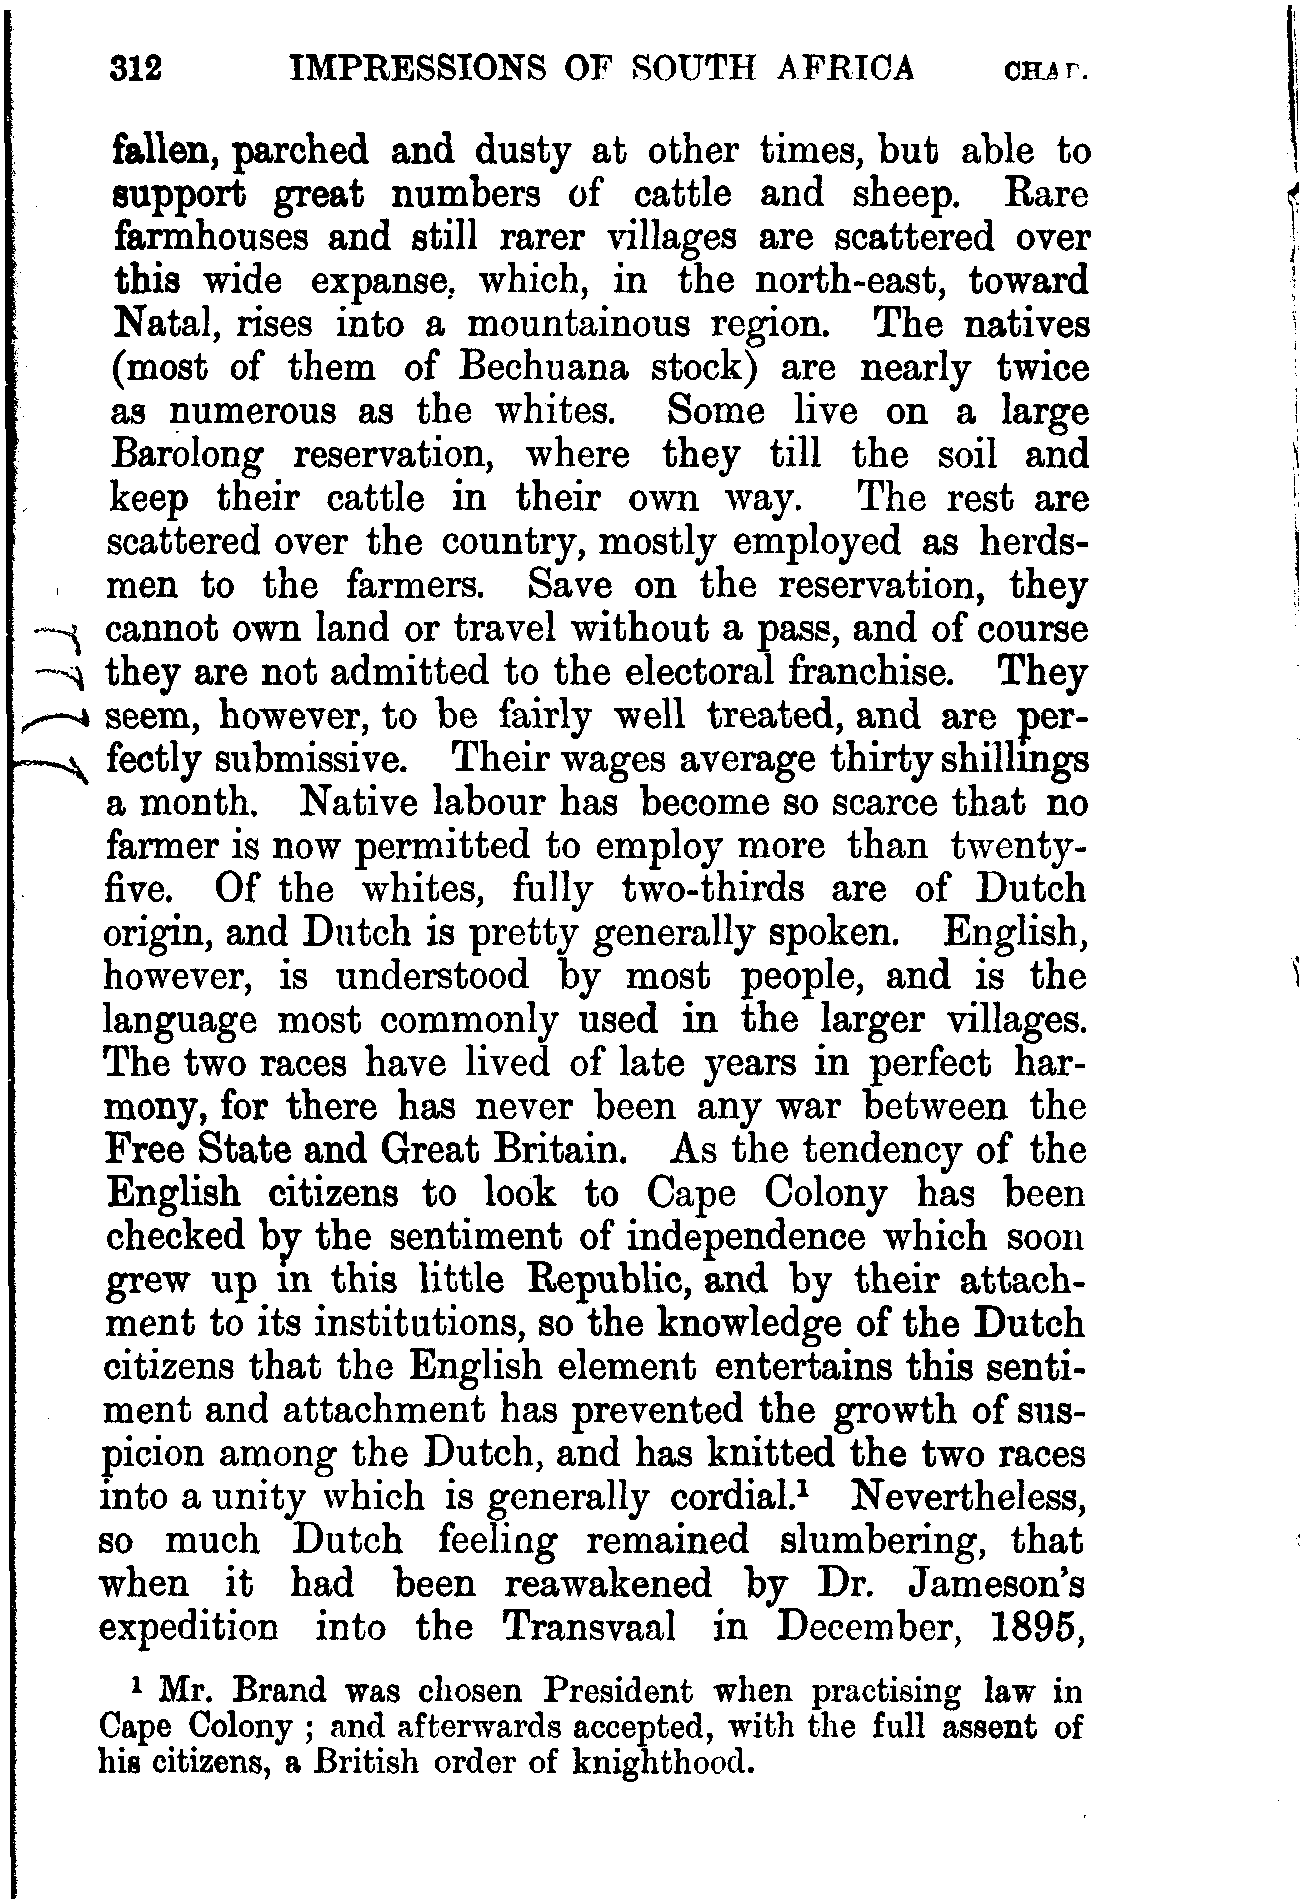 312 IMPRESSIONS OF SOUTH AFRICA CHAP.
fallen, parched and dusty at other times, but able to
support great numbers of cattle and sheep. Rare
farmhouses and still rarer villages are scattered over
this wide expanse, which, in the north-east, toward
Natal, rises into a mountainous region. The natives
(most of them of Bechuana stock) are nearly twice
as numerous as the whites. Some live on a large
Barolong reservation, where they till the soil and
keep their cattle in their own way. The rest are
scattered over the country, mostly employed as herds-
men to the farmers. Save on the reservation, they
cannot own land or travel without a pass, and of course
they are not admitted to the electoral franchise. They
seem, however, to be fairly well treated, and are per-
fectly submissive. Their wages average thirty shillings
a month. Native labour has become so scarce that no
farmer is now permitted to employ more than twenty-
five. Of the whites, fully two-thirds are of Dutch
origin, and Dutch is pretty generally spoken. English,
however, is understood by most people, and is the
language most commonly used in the larger villages.
The two races have lived of late years in perfect har-
mony, for there has never been any war between the
Free State and Great Britain. As the tendency of the
English citizens to look to Cape Colony has been
checked by the sentiment of independence which soon
grew up in this little Republic, and by their attach-
ment to its institutions, so the knowledge of the Dutch
citizens that the English element entertains this senti-
ment and attachment has prevented the growth of sus-
picion among the Dutch, and has knitted the two races
into a unity which is generally cordial.¹ Nevertheless,
so much Dutch feeling remained slumbering, that
when it had been reawakened by Dr. Jameson's
expedition into the Transvaal in December, 1895,
¹ Mr. Brand was chosen President when practising law in
Cape Colony ; and afterwards accepted, with the full assent of
his citizens, a British order of knighthood.